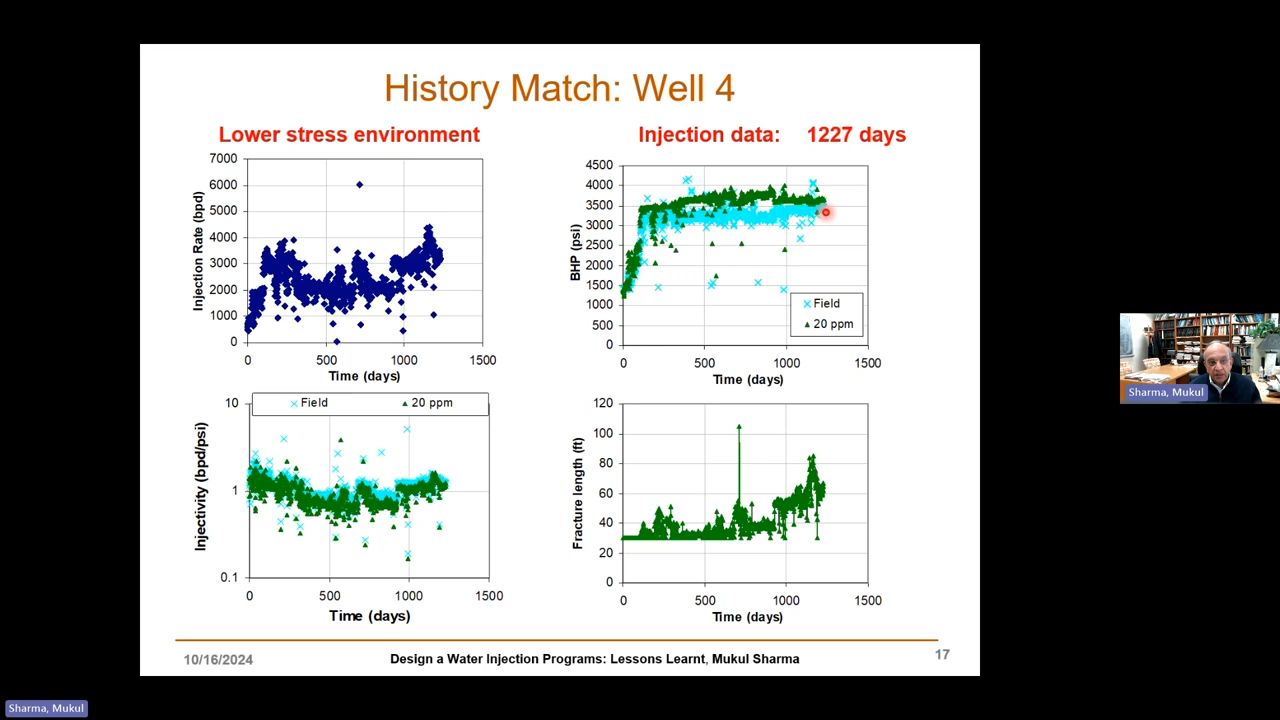 History Match: Well 4
Lower stress environment
Injection data: 1227 days
7000
6000
5000
4000
3000
2000
1000
0
Injection Rate (bpd)
0 500 1000 1500
Time (days)
4500
4000
3500
3000
2500
2000
1500
1000
500
0
BHP (psi)
Field
20 ppm
0 500 1000 1500
Time (days)
10
1
0.1
Injectivity (bpd/psi)
Field 20 ppm
0 500 1000 1500
Time (days)
120
100
80
60
40
20
0
Fracture length (ft)
0 500 1000 1500
Time (days)
10/16/2024
Design a Water Injection Programs: Lessons Learnt, Mukul Sharma
17
Sharma, Mukul
Sharma, Mukul